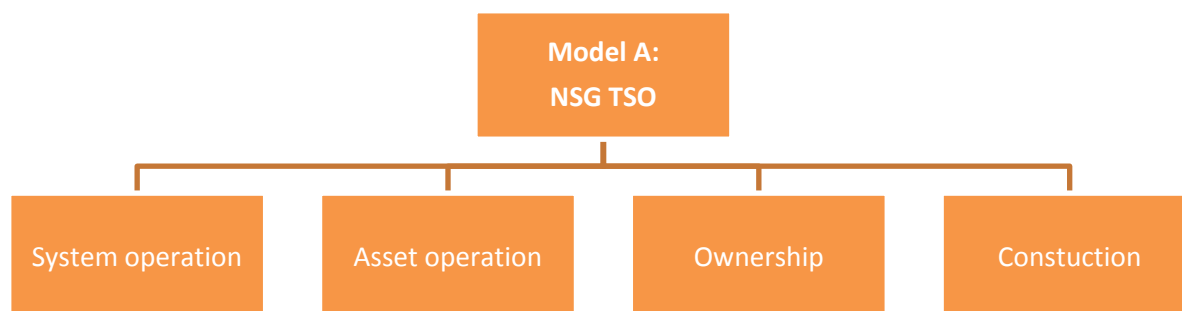 Model A:
NSG TSO
System operation
Asset operation
Ownership
Constuction